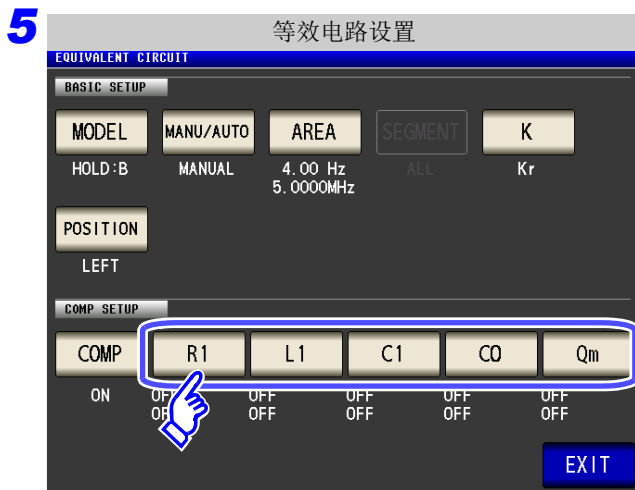 5
等效电路设置
EQUIVALENT CIRCUIT
BASIC SETUP
MODEL MANU/AUTO AREA SEGMENT K
HOLD:B MANUAL 4.00 Hz ALL Kr
5.0000MHz
POSITION
LEFT
COMP SETUP
COMP R1 L1 C1 C0 Qm
ON OFF OFF OFF OFF OFF
OFF OFF OFF OFF OFF
EXIT